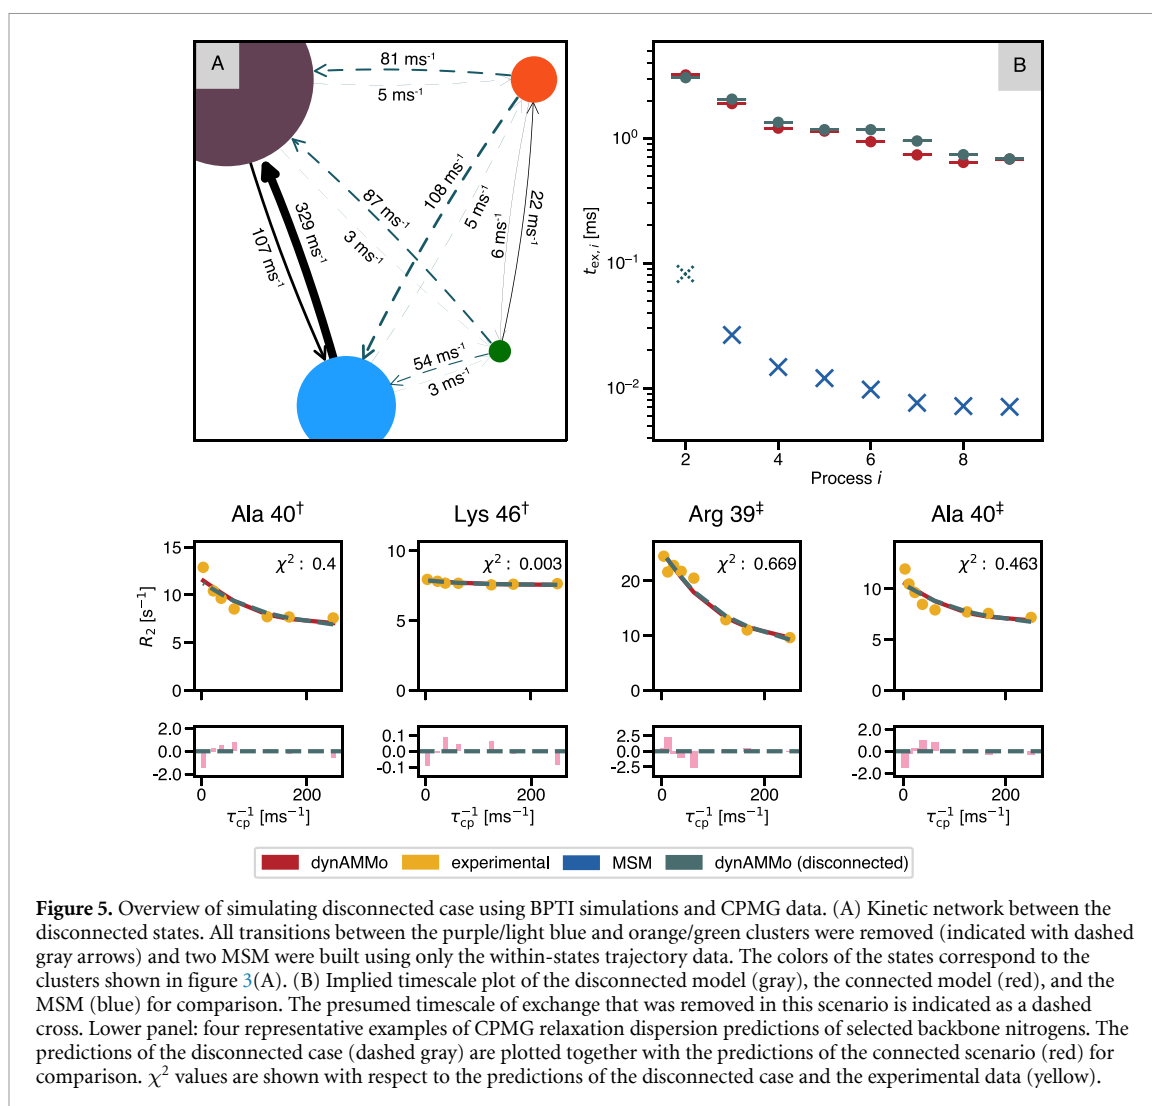 A
81 ms⁻¹
5 ms⁻¹
108 ms⁻¹
5 ms⁻¹
87 ms⁻¹
3 ms⁻¹
6 ms⁻¹
22 ms⁻¹
329 ms⁻¹
107 ms⁻¹
54 ms⁻¹
3 ms⁻¹
B
10⁰
10⁻¹
10⁻²
t_ex, i [ms]
2 4 6 8
Process i
Ala 40†
Lys 46†
Arg 39‡
Ala 40‡
χ² : 0.4
χ² : 0.003
χ² : 0.669
χ² : 0.463
R₂ [s⁻¹]
15
10
5
0
10
5
0
20
10
0
10
5
0
2.0
0.0
-2.0
0.1
0.0
-0.1
2.5
0.0
-2.5
2.0
0.0
-2.0
0 200
0 200
0 200
0 200
τcp⁻¹ [ms⁻¹]
τcp⁻¹ [ms⁻¹]
τcp⁻¹ [ms⁻¹]
τcp⁻¹ [ms⁻¹]
dynAMMo experimental MSM dynAMMo (disconnected)
Figure 5. Overview of simulating disconnected case using BPTI simulations and CPMG data. (A) Kinetic network between the
disconnected states. All transitions between the purple/light blue and orange/green clusters were removed (indicated with dashed
gray arrows) and two MSM were built using only the within-states trajectory data. The colors of the states correspond to the
clusters shown in figure 3(A). (B) Implied timescale plot of the disconnected model (gray), the connected model (red), and the
MSM (blue) for comparison. The presumed timescale of exchange that was removed in this scenario is indicated as a dashed
cross. Lower panel: four representative examples of CPMG relaxation dispersion predictions of selected backbone nitrogens. The
predictions of the disconnected case (dashed gray) are plotted together with the predictions of the connected scenario (red) for
comparison. χ² values are shown with respect to the predictions of the disconnected case and the experimental data (yellow).